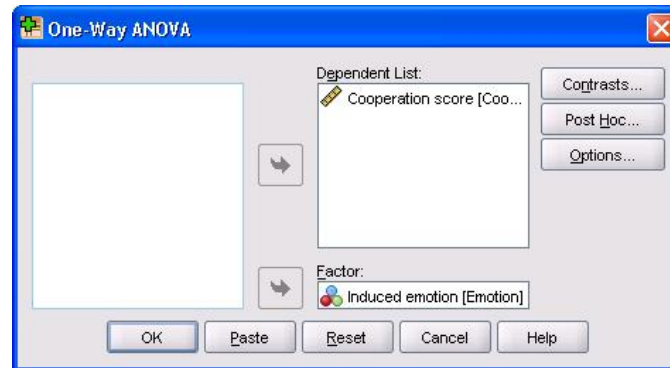 One-Way ANOVA
Dependent List:
Cooperation score [Coo...
Contrasts...
Post Hoc...
Options...
Factor:
Induced emotion [Emotion]
OK Paste Reset Cancel Help